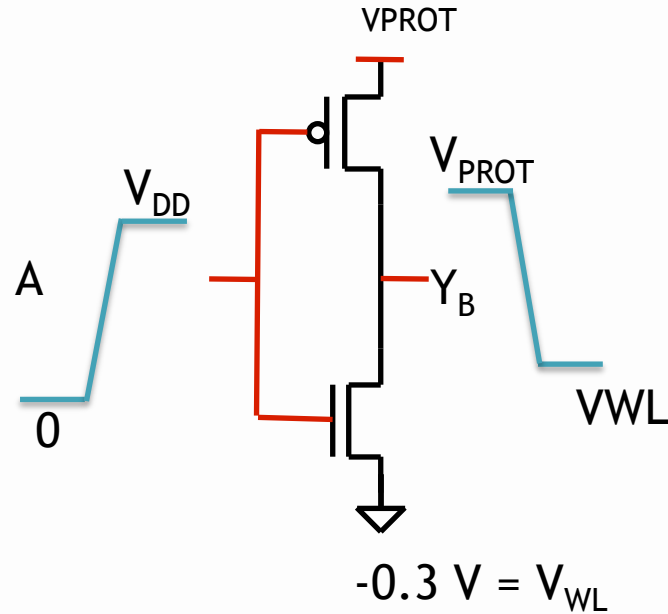 VPROT
VPROT
VDD
A
YB
0
VWL
-0.3 V = VWL